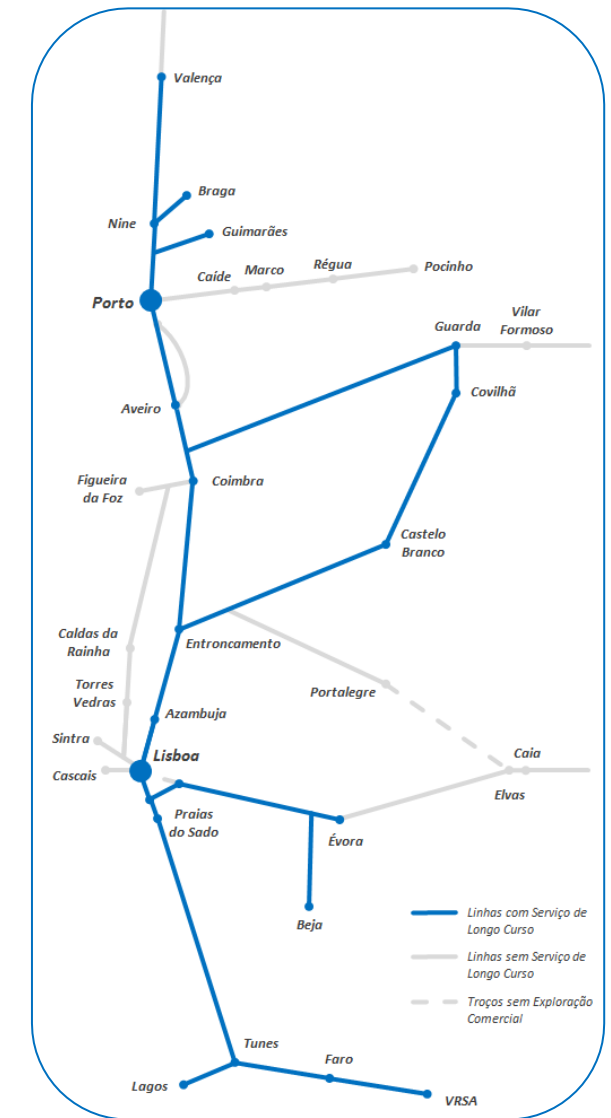 Valença
Braga
Nine
Guimarães
Caíde
Marco
Régua
Pocinho
Porto
Guarda
Vilar
Formoso
Covilhã
Aveiro
Figueira
da Foz
Coimbra
Castelo
Branco
Caldas da
Rainha
Entroncamento
Torres
Vedras
Portalegre
Azambuja
Sintra
Lisboa
Cascais
Caia
Elvas
Praias
do Sado
Évora
Beja
Linhas com Serviço de
Longo Curso
Linhas sem Serviço de
Longo Curso
Troços sem Exploração
Comercial
Tunes
Faro
Lagos
VRSA